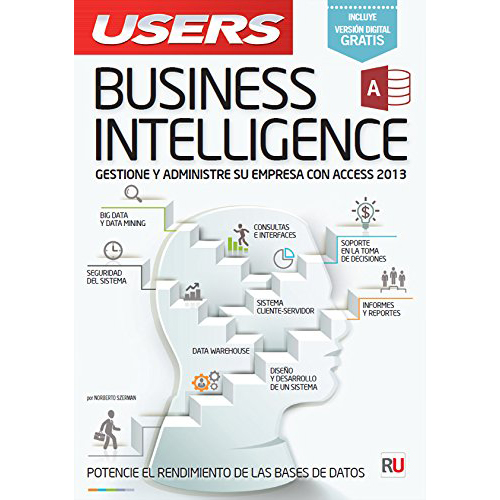 USERS
INCLUYE
VERSIÓN DIGITAL
GRATIS
BUSINESS
INTELLIGENCE
A
GESTIONE Y ADMINISTRE SU EMPRESA CON ACCESS 2013
BIG DATA
Y DATA MINING
CONSULTAS
E INTERFACES
SOPORTE
EN LA TOMA
DE DECISIONES
SEGURIDAD
DEL SISTEMA
SISTEMA
CLIENTE-SERVIDOR
INFORMES
Y REPORTES
DATA WAREHOUSE
DISEÑO
Y DESARROLLO
DE UN SISTEMA
por NORBERTO SZERMAN
POTENCIE EL RENDIMIENTO DE LAS BASES DE DATOS
RU